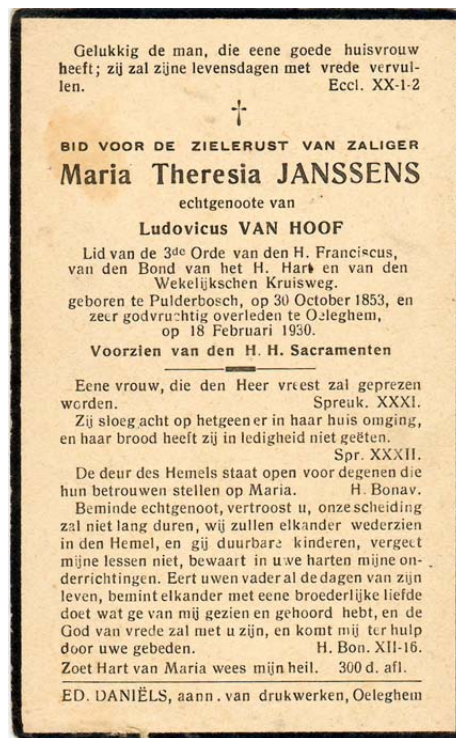 Gelukkig de man, die eene goede huisvrouw
heeft; zij zal zijne levensdagen met vrede vervul-
len. Eccl. XX-1-2
BID VOOR DE ZIELERUST VAN ZALIGER
Maria Theresia JANSSENS
echtgenoote van
Ludovicus VAN HOOF
Lid van de 3de Orde van den H. Franciscus,
van den Bond van het H. Hart en van den
Wekelijkschen Kruisweg.
geboren te Pulderbosch, op 30 October 1853, en
zeer godvruchtig overleden te Oeleghem,
op 18 Februari 1930.
Voorzien van den H. H. Sacramenten
Eene vrouw, die den Heer vreest zal geprezen
worden. Spreuk. XXXI.
Zij sloeg acht op hetgeen er in haar huis omging,
en haar brood heeft zij in ledigheid niet geëten.
Spr. XXXII.
De deur des Hemels staat open voor degenen die
hun betrouwen stellen op Maria. H. Bonav.
Beminde echtgenoot, vertroost u, onze scheiding
zal niet lang duren, wij zullen elkander wederzien
in den Hemel, en gij duurbare kinderen, vergeet
mijne lessen niet, bewaart in uwe harten mijne on-
derrichtingen. Eert uwen vader al de dagen van zijn
leven, bemint elkander met eene broederlijke liefde
doet wat ge van mij gezien en gehoord hebt, en de
God van vrede zal met u zijn, en komt mij ter hulp
door uwe gebeden. H. Bon. XII-16.
Zoet Hart van Maria wees mijn heil. 300 d. afl.
ED. DANIËLS, aann. van drukwerken, Oeleghem